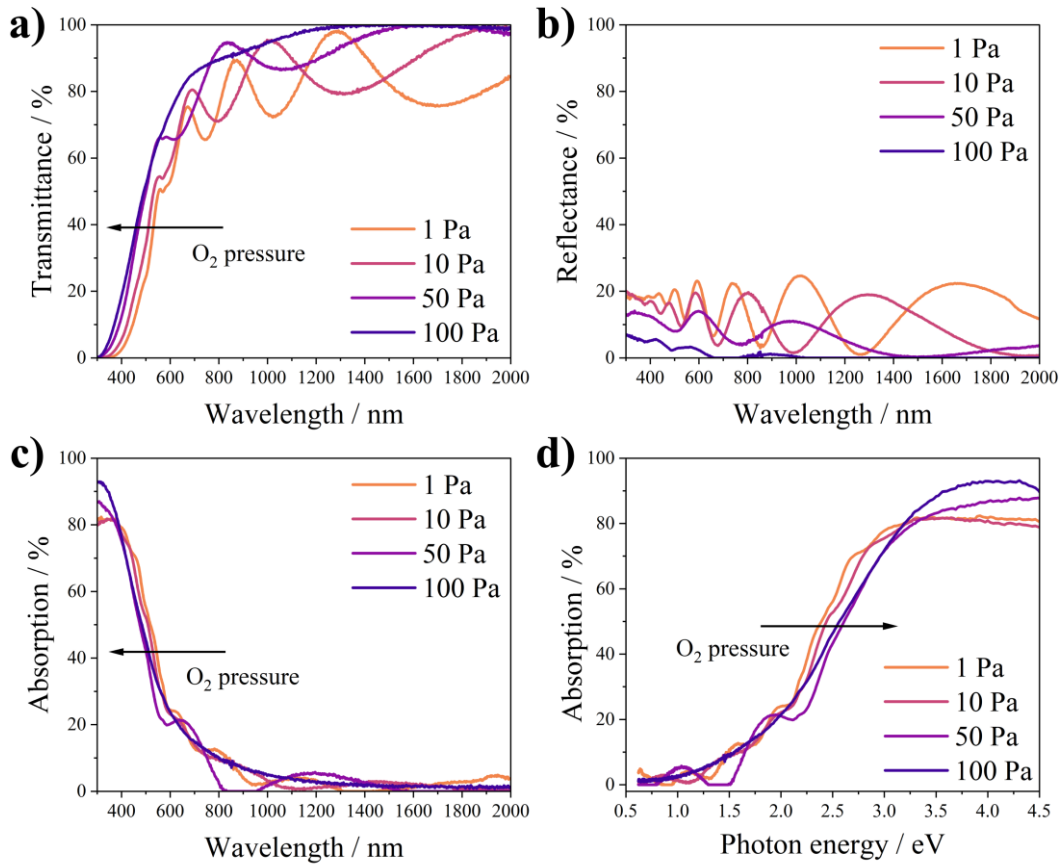 a)
100
80
60
40
20
0
Transmittance / %
O₂ pressure
1 Pa
10 Pa
50 Pa
100 Pa
400 600 800 1000 1200 1400 1600 1800 2000
Wavelength / nm
b)
100
80
60
40
20
0
Reflectance / %
1 Pa
10 Pa
50 Pa
100 Pa
400 600 800 1000 1200 1400 1600 1800 2000
Wavelength / nm
c)
100
80
60
40
20
0
Absorption / %
1 Pa
10 Pa
50 Pa
100 Pa
O₂ pressure
400 600 800 1000 1200 1400 1600 1800 2000
Wavelength / nm
d)
100
80
60
40
20
0
Absorption / %
O₂ pressure
1 Pa
10 Pa
50 Pa
100 Pa
0.5 1.0 1.5 2.0 2.5 3.0 3.5 4.0 4.5
Photon energy / eV